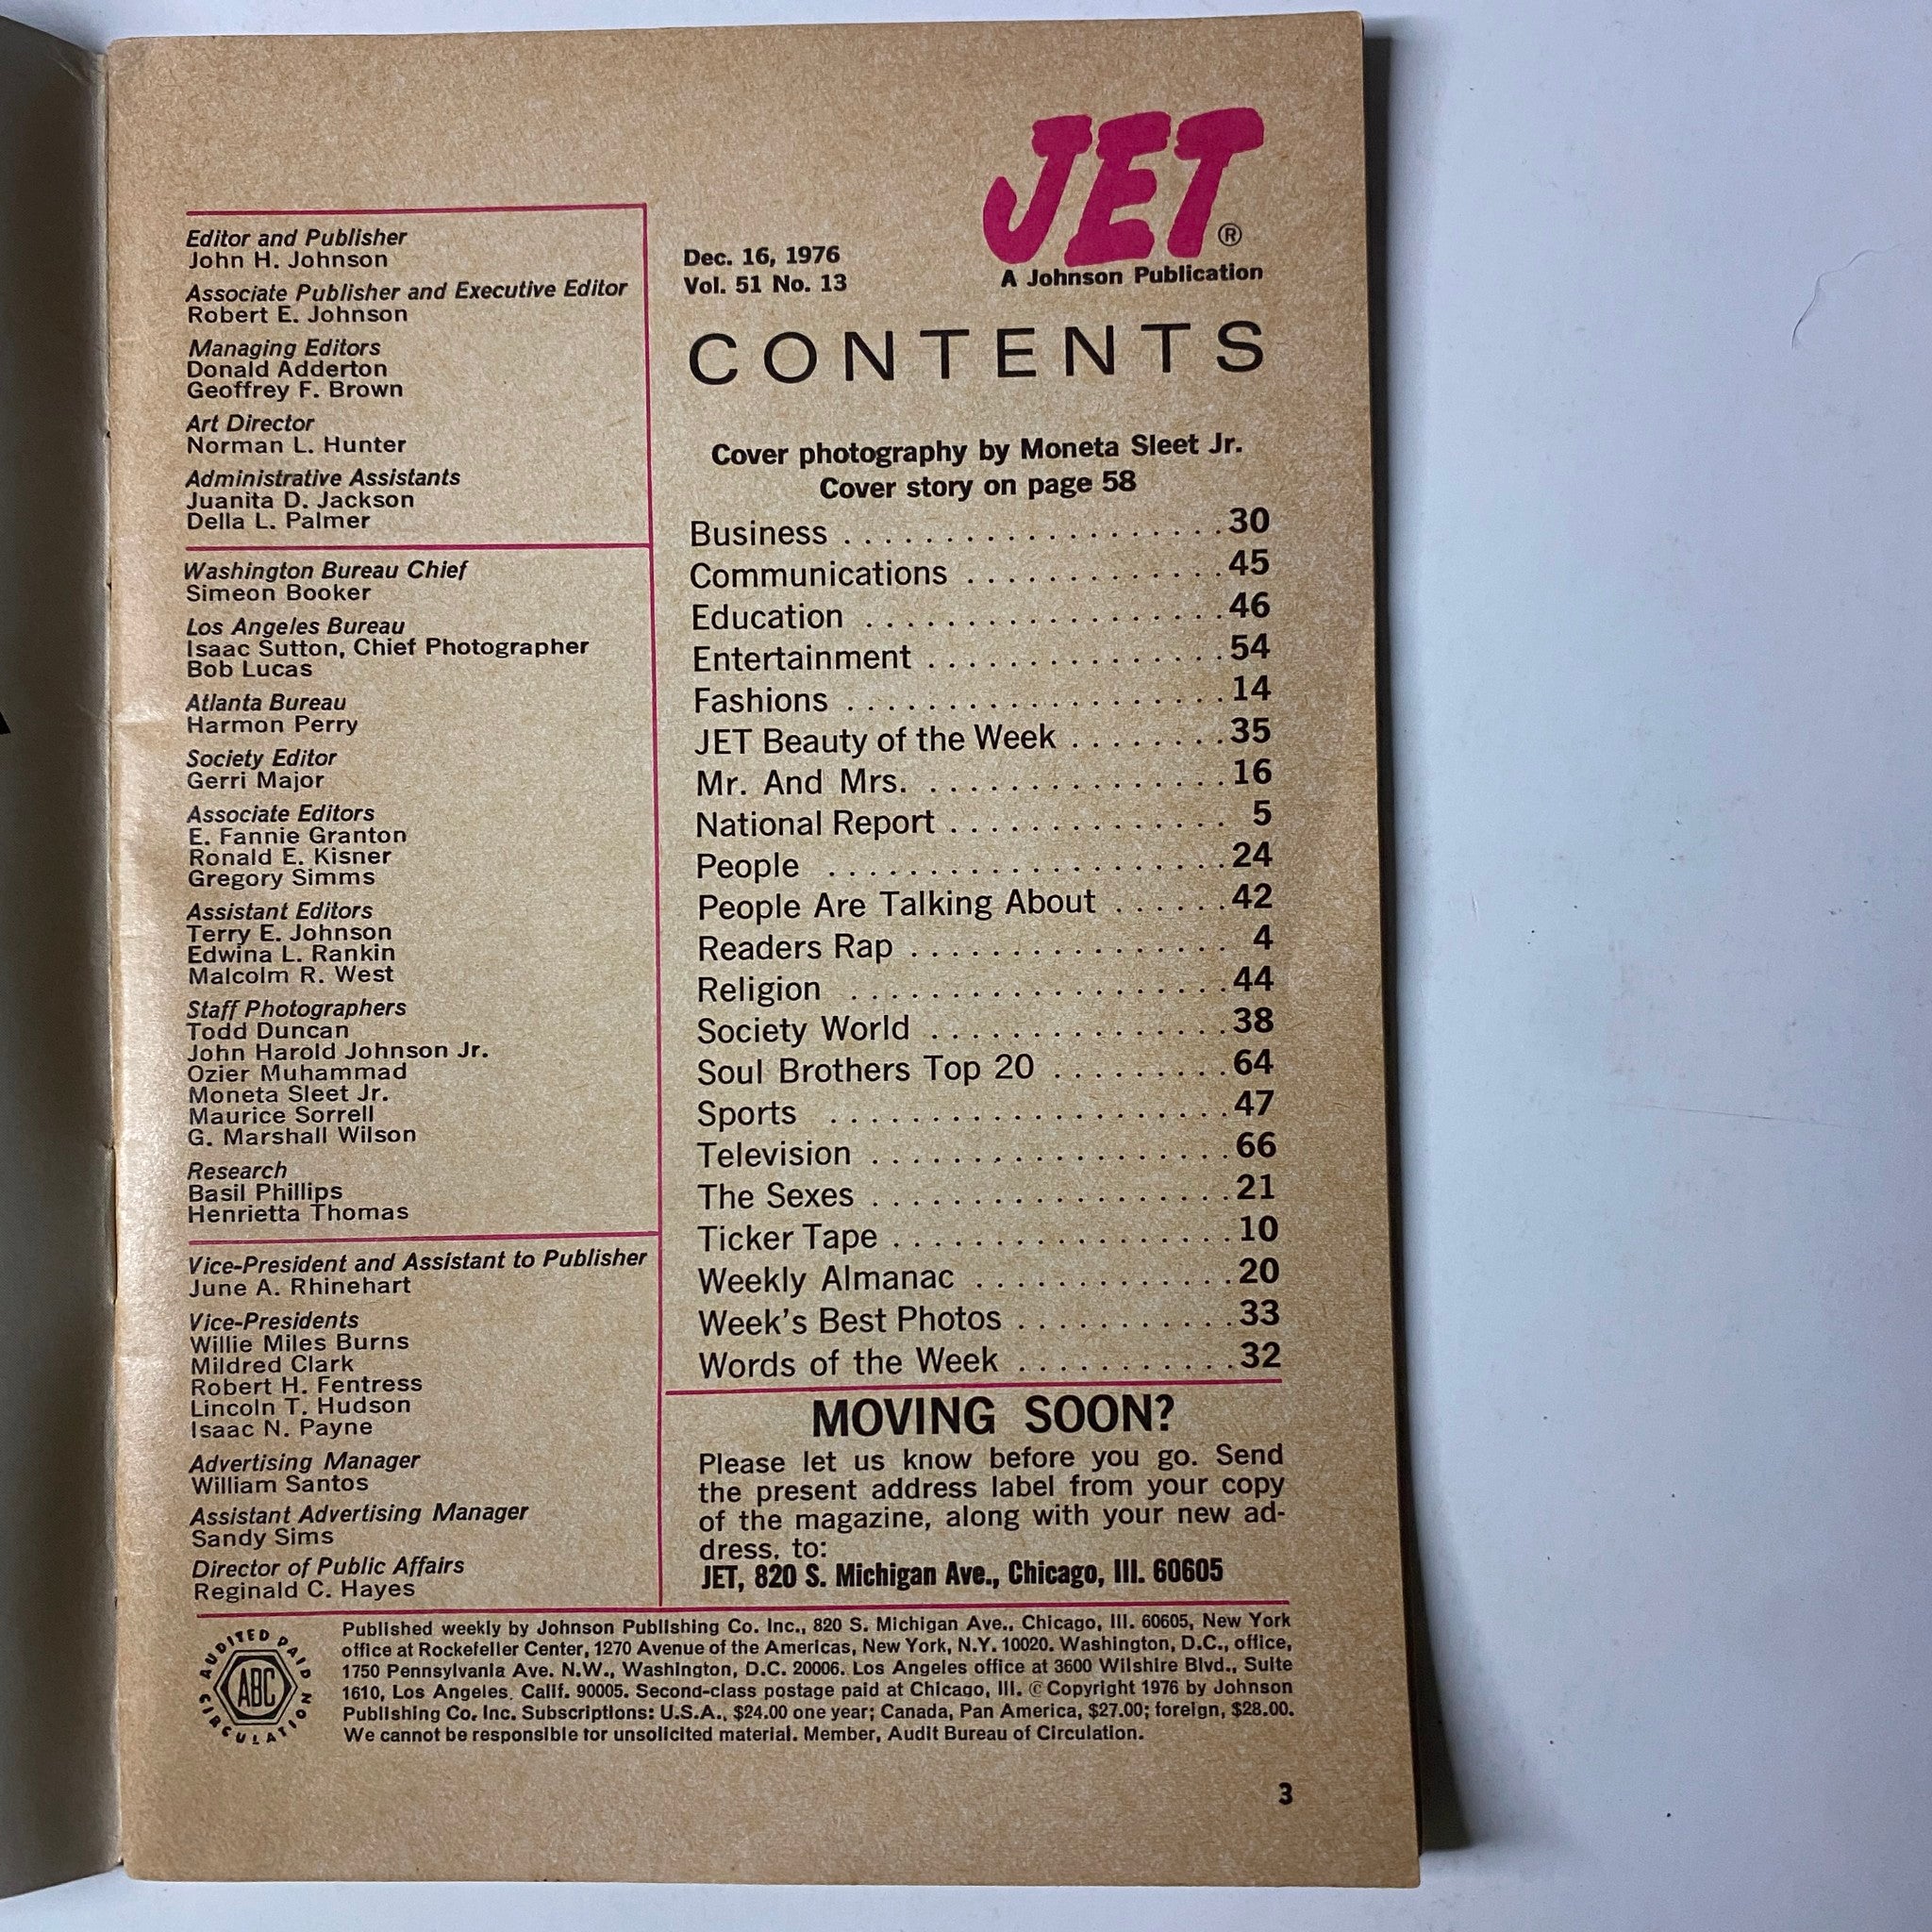 Editor and Publisher
John H. Johnson
Associate Publisher and Executive Editor
Robert E. Johnson
Managing Editors
Donald Adderton
Geoffrey F. Brown
Art Director
Norman L. Hunter
Administrative Assistants
Juanita D. Jackson
Della L. Palmer
Washington Bureau Chief
Simeon Booker
Los Angeles Bureau
Isaac Sutton, Chief Photographer
Bob Lucas
Atlanta Bureau
Harmon Perry
Society Editor
Gerri Major
Associate Editors
E. Fannie Granton
Ronald E. Kisner
Gregory Simms
Assistant Editors
Terry E. Johnson
Edwina L. Rankin
Malcolm R. West
Staff Photographers
Todd Duncan
John Harold Johnson Jr.
Ozier Muhammad
Moneta Sleet Jr.
Maurice Sorrell
G. Marshall Wilson
Research
Basil Phillips
Henrietta Thomas
Vice-President and Assistant to Publisher
June A. Rhinehart
Vice-Presidents
Willie Miles Burns
Mildred Clark
Robert H. Fentress
Lincoln T. Hudson
Isaac N. Payne
Advertising Manager
William Santos
Assistant Advertising Manager
Sandy Sims
Director of Public Affairs
Reginald C. Hayes
JET®
A Johnson Publication
Dec. 16, 1976
Vol. 51 No. 13
CONTENTS
Cover photography by Moneta Sleet Jr.
Cover story on page 58
Business . . . . . . . . . . . . . . . . . . . 30
Communications . . . . . . . . . . . . . 45
Education . . . . . . . . . . . . . . . . . . 46
Entertainment . . . . . . . . . . . . . . . 54
Fashions . . . . . . . . . . . . . . . . . . . 14
JET Beauty of the Week . . . . . . . . 35
Mr. And Mrs. . . . . . . . . . . . . . . . . 16
National Report . . . . . . . . . . . . . . 5
People . . . . . . . . . . . . . . . . . . . . 24
People Are Talking About . . . . . . 42
Readers Rap . . . . . . . . . . . . . . . . 4
Religion . . . . . . . . . . . . . . . . . . . 44
Society World . . . . . . . . . . . . . . . 38
Soul Brothers Top 20 . . . . . . . . . 64
Sports . . . . . . . . . . . . . . . . . . . . 47
Television . . . . . . . . . . . . . . . . . . 66
The Sexes . . . . . . . . . . . . . . . . . . 21
Ticker Tape . . . . . . . . . . . . . . . . . 10
Weekly Almanac . . . . . . . . . . . . . 20
Week's Best Photos . . . . . . . . . . . 33
Words of the Week . . . . . . . . . . . 32
MOVING SOON?
Please let us know before you go. Send
the present address label from your copy
of the magazine, along with your new ad-
dress, to:
JET, 820 S. Michigan Ave., Chicago, Ill. 60605
AUDITED PAID CIRCULATION
ABC
Published weekly by Johnson Publishing Co. Inc., 820 S. Michigan Ave., Chicago, Ill. 60605, New York
office at Rockefeller Center, 1270 Avenue of the Americas, New York, N.Y. 10020. Washington, D.C., office,
1750 Pennsylvania Ave. N.W., Washington, D.C. 20006. Los Angeles office at 3600 Wilshire Blvd., Suite
1610, Los Angeles, Calif. 90005. Second-class postage paid at Chicago, Ill. ©Copyright 1976 by Johnson
Publishing Co. Inc. Subscriptions: U.S.A., $24.00 one year; Canada, Pan America, $27.00; foreign, $28.00.
We cannot be responsible for unsolicited material. Member, Audit Bureau of Circulation.
3